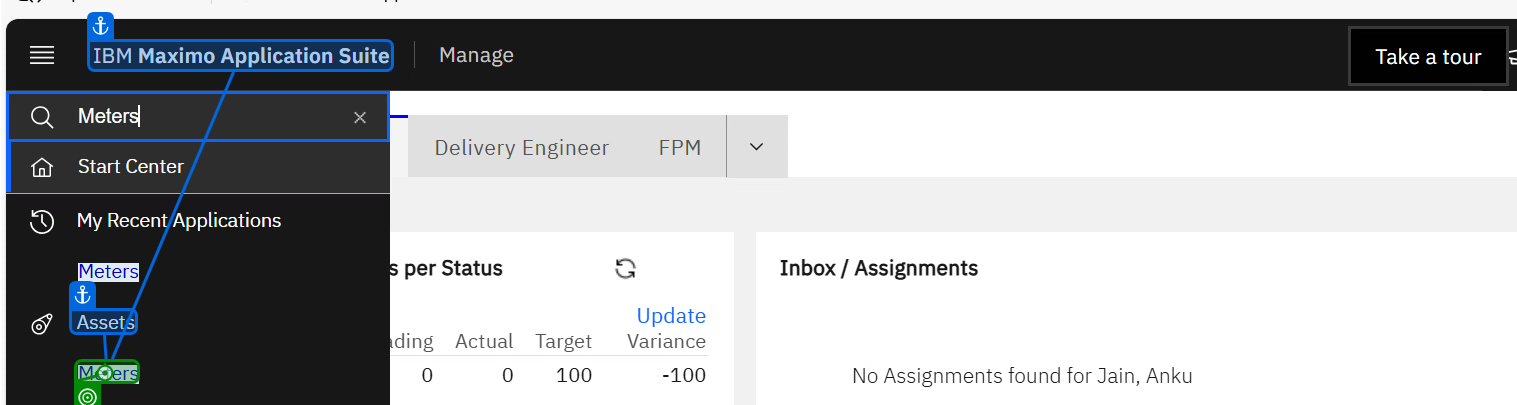 IBM Maximo Application Suite
Manage
Take a tour
Meters
Start Center
Delivery Engineer
FPM
My Recent Applications
Meters
Assets
Meters
s per Status
Update
ding Actual Target Variance
0 0 100 -100
Inbox / Assignments
No Assignments found for Jain, Anku